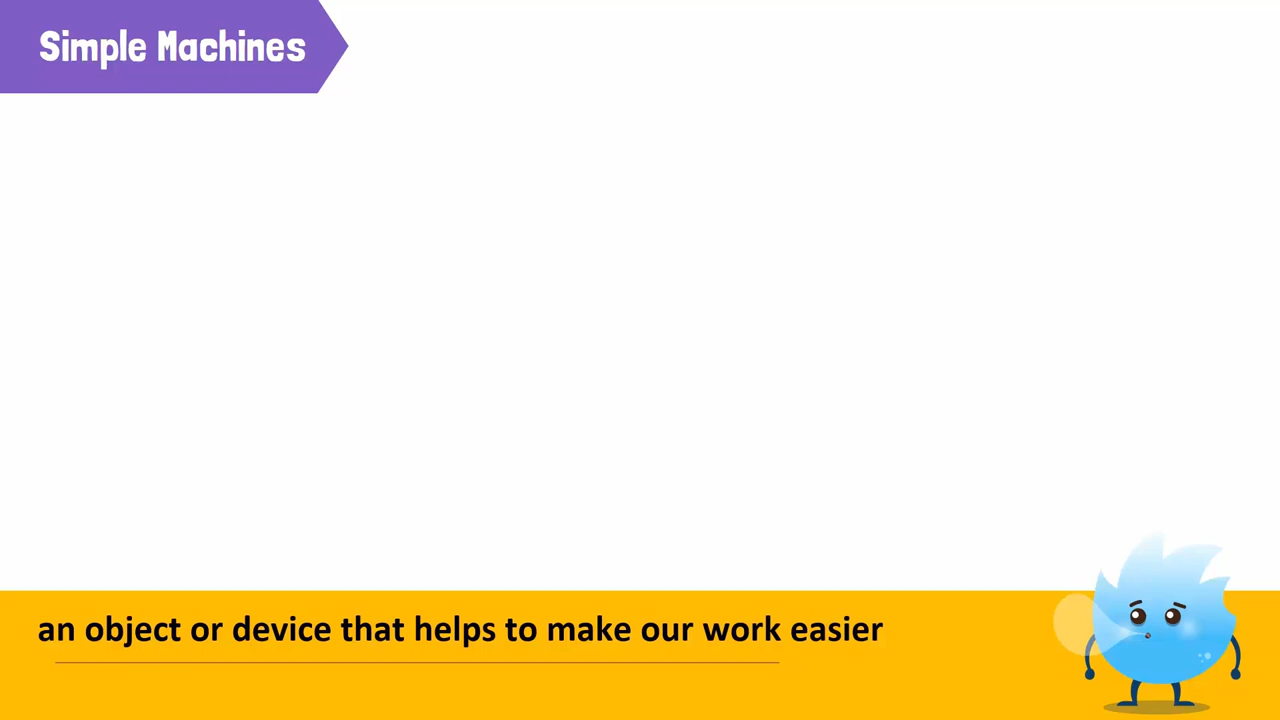 Simple Machines
an object or device that helps to make our work easier